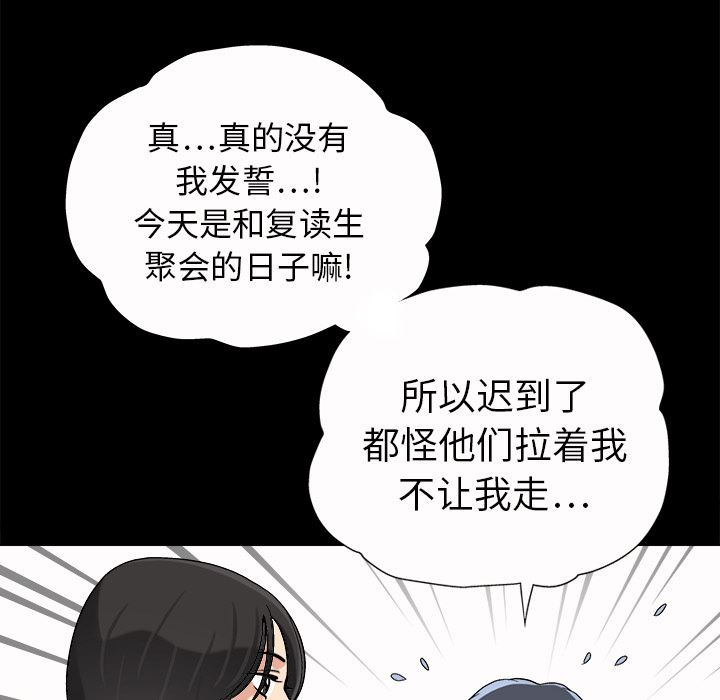 真...真的没有
我发誓...!
今天是和复读生
聚会的日子嘛!
所以迟到了
都怪他们拉着我
不让我走...